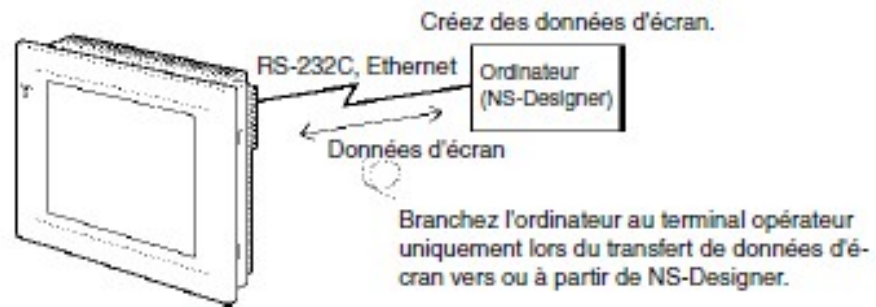 Créez des données d'écran.
RS-232C, Ethernet
Ordinateur
(NS-Designer)
Données d'écran
Branchez l'ordinateur au terminal opérateur
uniquement lors du transfert de données d'é-
cran vers ou à partir de NS-Designer.